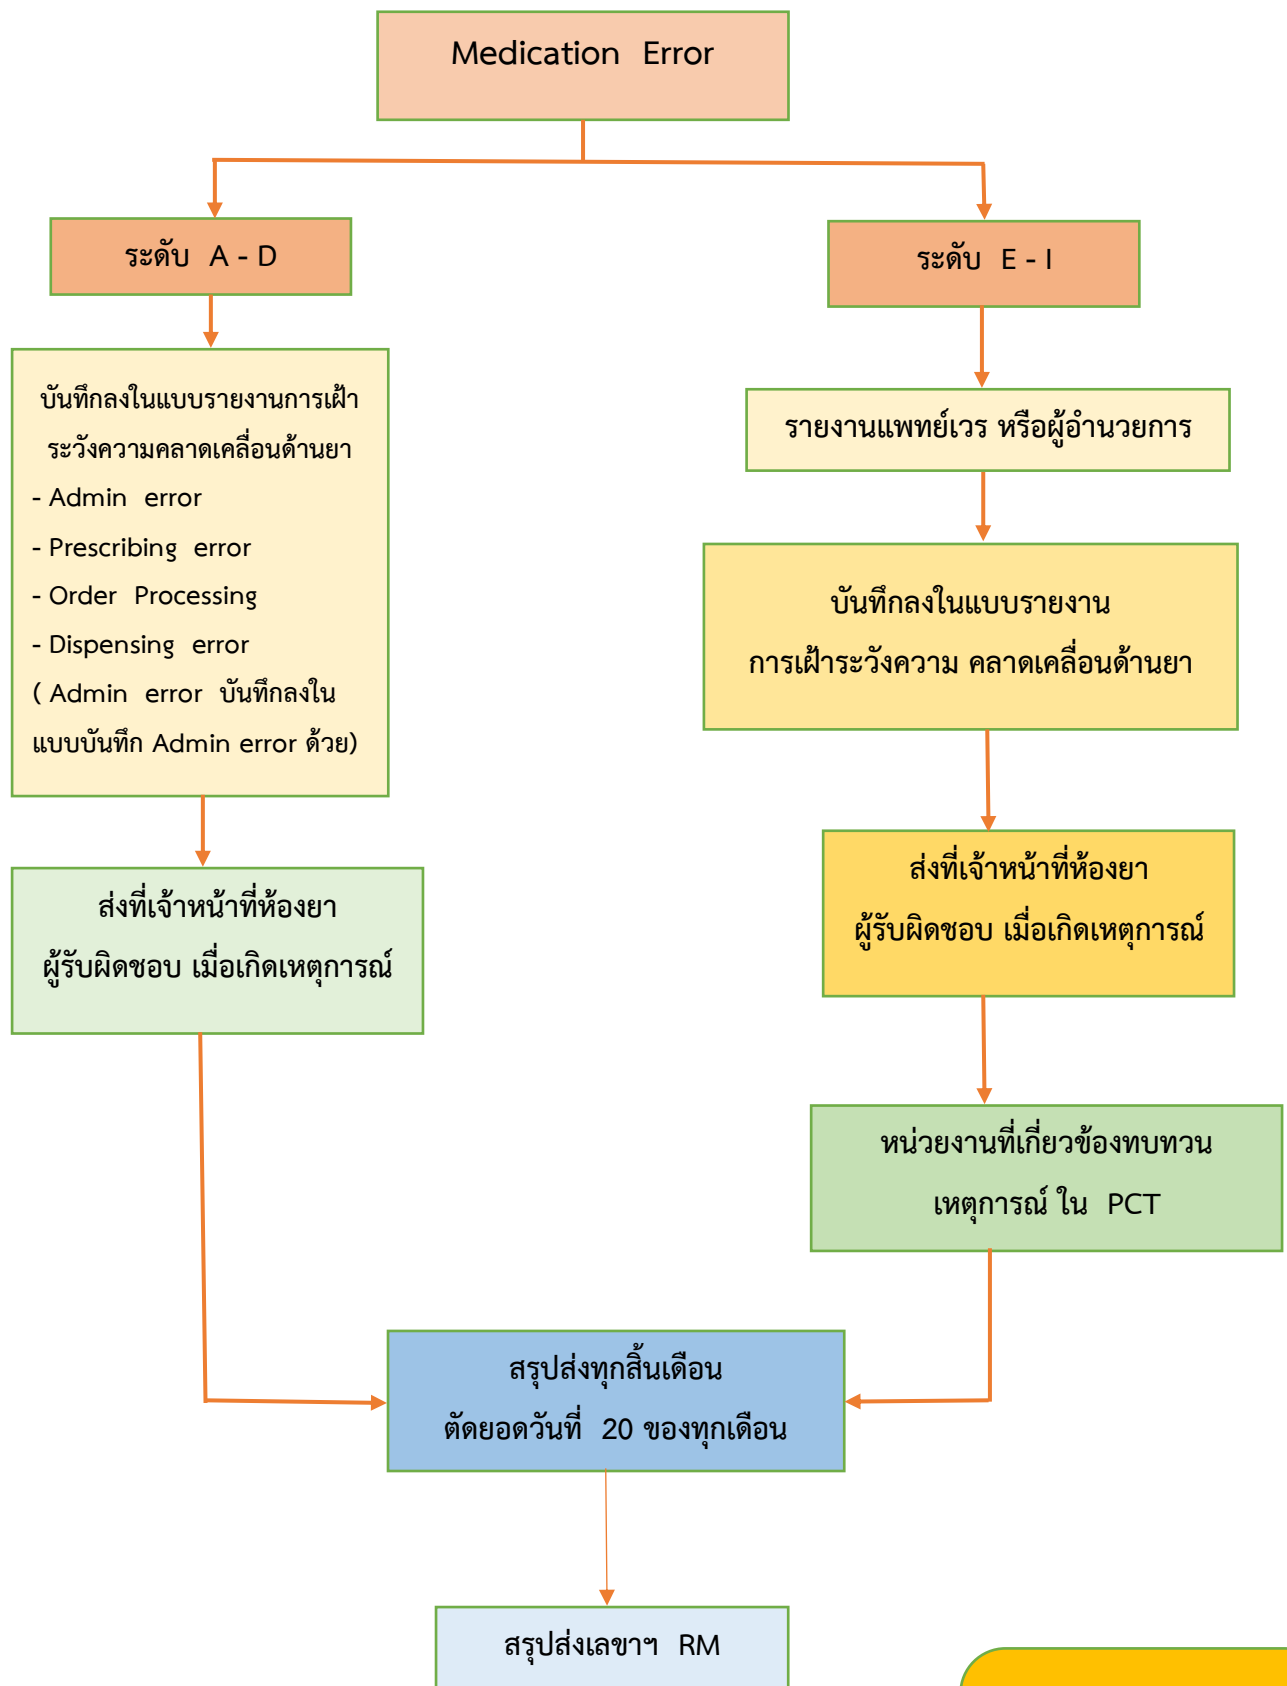 Medication Error
ระดับ A - D
ระดับ E - I
บันทึกลงในแบบรายงานการเฝ้า
ระวังความคลาดเคลื่อนด้านยา
- Admin error
- Prescribing error
- Order Processing
- Dispensing error
( Admin error บันทึกลงใน
แบบบันทึก Admin error ด้วย)
รายงานแพทย์เวร หรือผู้อำนวยการ
บันทึกลงในแบบรายงาน
การเฝ้าระวังความ คลาดเคลื่อนด้านยา
ส่งที่เจ้าหน้าที่ห้องยา
ผู้รับผิดชอบ เมื่อเกิดเหตุการณ์
ส่งที่เจ้าหน้าที่ห้องยา
ผู้รับผิดชอบ เมื่อเกิดเหตุการณ์
หน่วยงานที่เกี่ยวข้องทบทวน
เหตุการณ์ ใน PCT
สรุปส่งทุกสิ้นเดือน
ตัดยอดวันที่ 20 ของทุกเดือน
สรุปส่งเลขาฯ RM